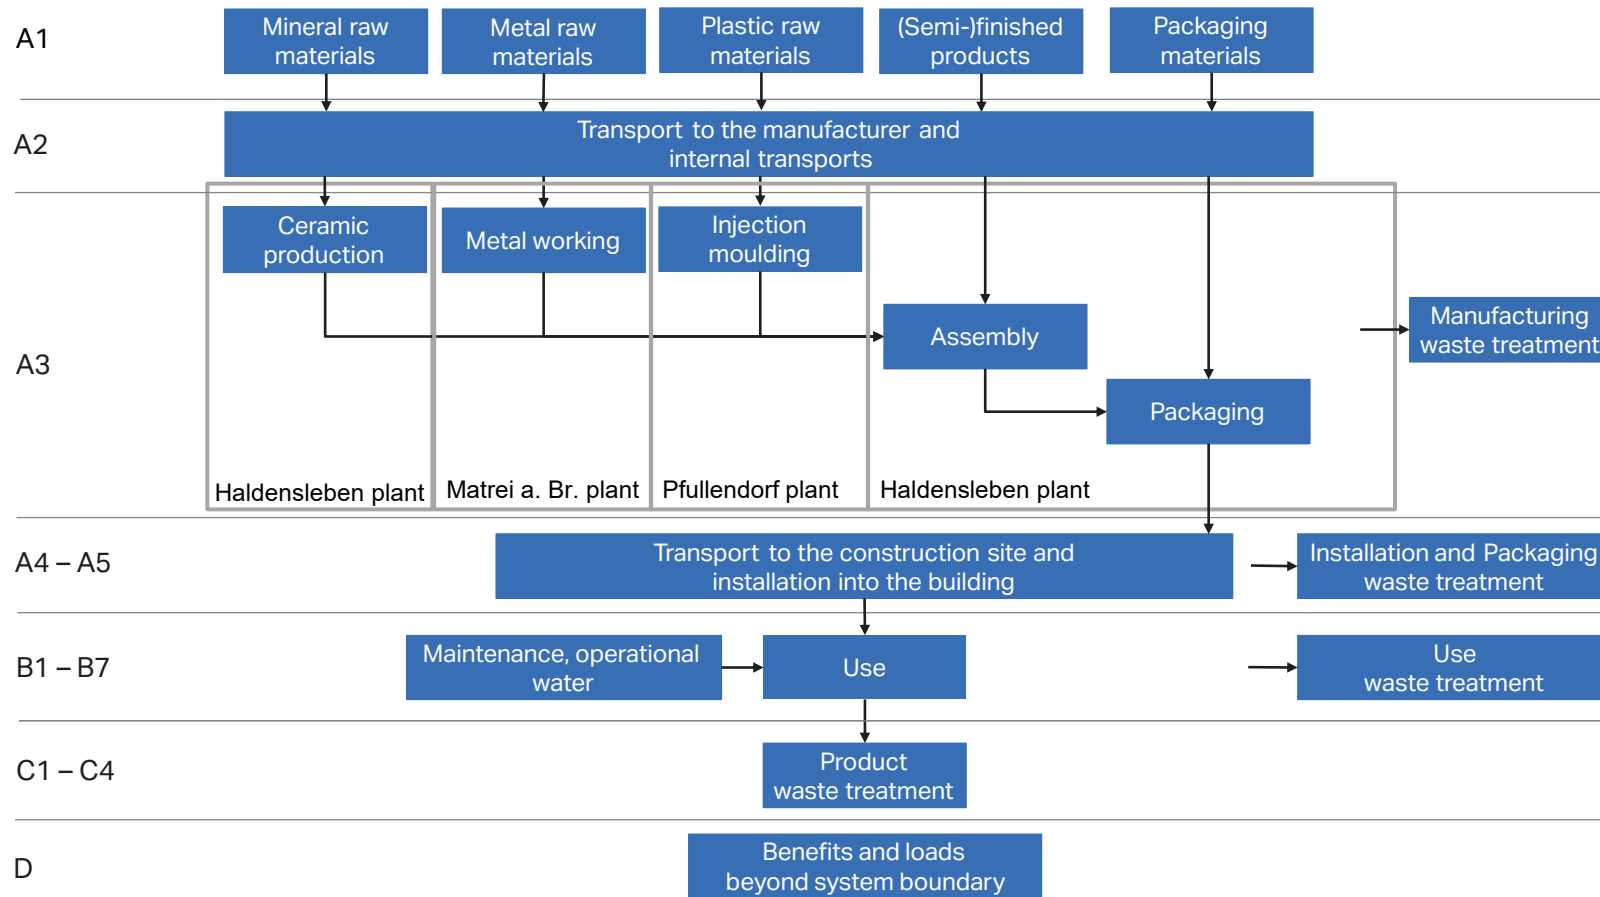 A1
Mineral raw
materials
Metal raw
materials
Plastic raw
materials
(Semi-)finished
products
Packaging
materials
A2
Transport to the manufacturer and
internal transports
A3
Ceramic
production
Metal working
Injection
moulding
Assembly
Manufacturing
waste treatment
Packaging
Haldensleben plant
Matrei a. Br. plant
Pfullendorf plant
Haldensleben plant
A4 – A5
Transport to the construction site and
installation into the building
Installation and Packaging
waste treatment
B1 – B7
Maintenance, operational
water
Use
Use
waste treatment
C1 – C4
Product
waste treatment
D
Benefits and loads
beyond system boundary